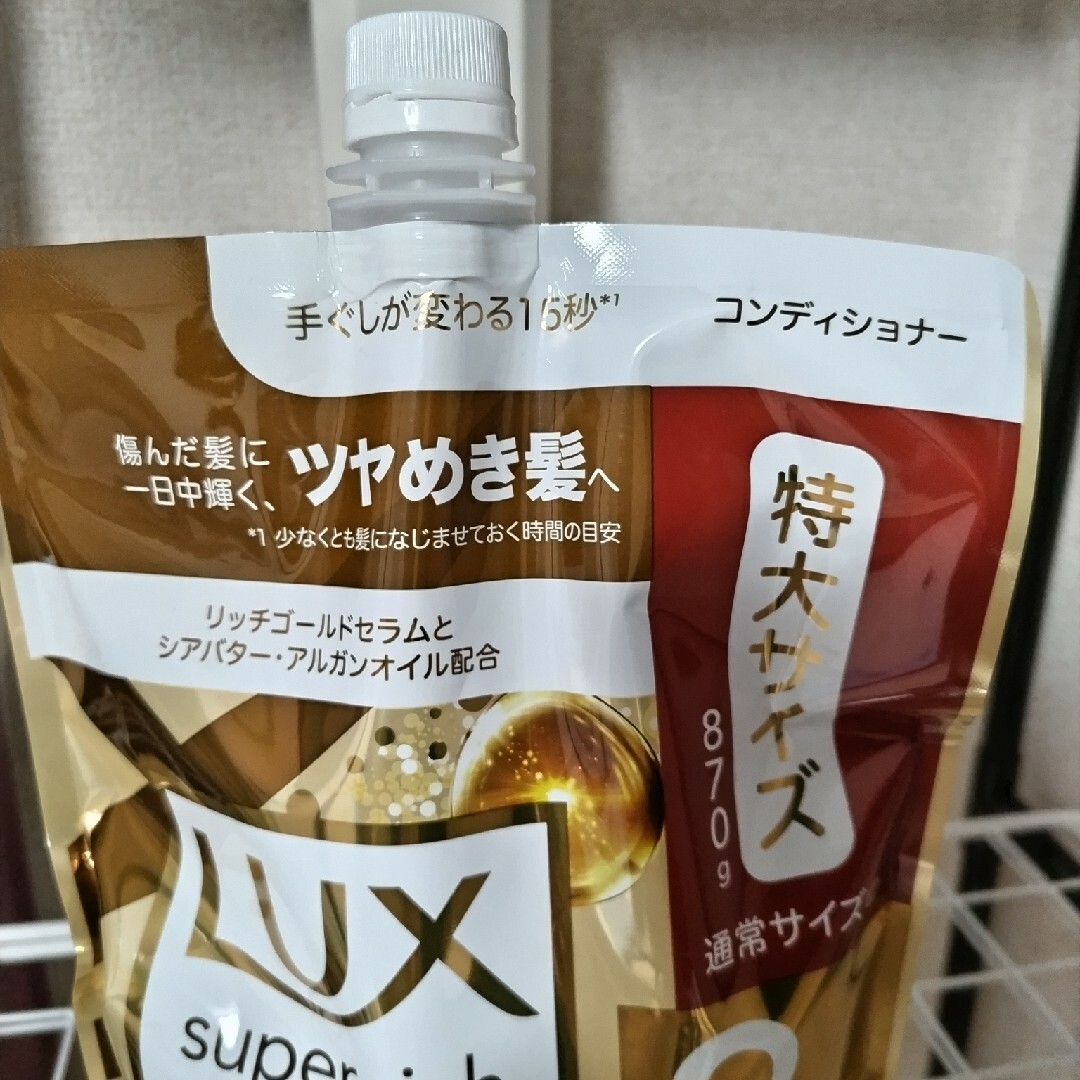 手ぐしが変わる15秒*1
コンディショナー
傷んだ髪に
一日中輝く、
ツヤめき髪へ
*1 少なくとも髪になじませておく時間の目安
リッチゴールドセラムと
シアバター・アルガンオイル配合
特大サイズ
870g
通常サイズ
LUX
super rich